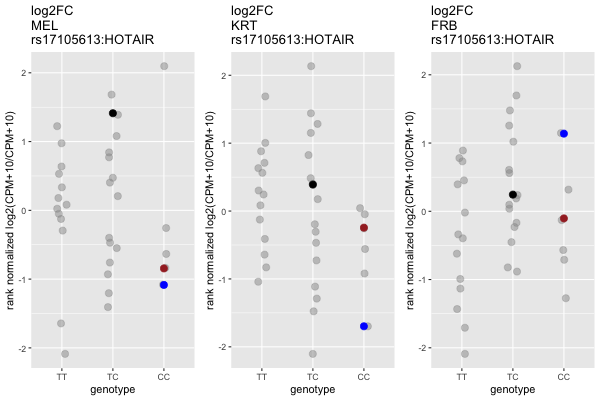 log2FC
MEL
rs17105613:HOTAIR
rank normalized log2(CPM+10/CPM+10)
2
1
0
-1
-2
TT
TC
CC
genotype
log2FC
KRT
rs17105613:HOTAIR
rank normalized log2(CPM+10/CPM+10)
2
1
0
-1
-2
TT
TC
CC
genotype
log2FC
FRB
rs17105613:HOTAIR
rank normalized log2(CPM+10/CPM+10)
2
1
0
-1
-2
TT
TC
CC
genotype